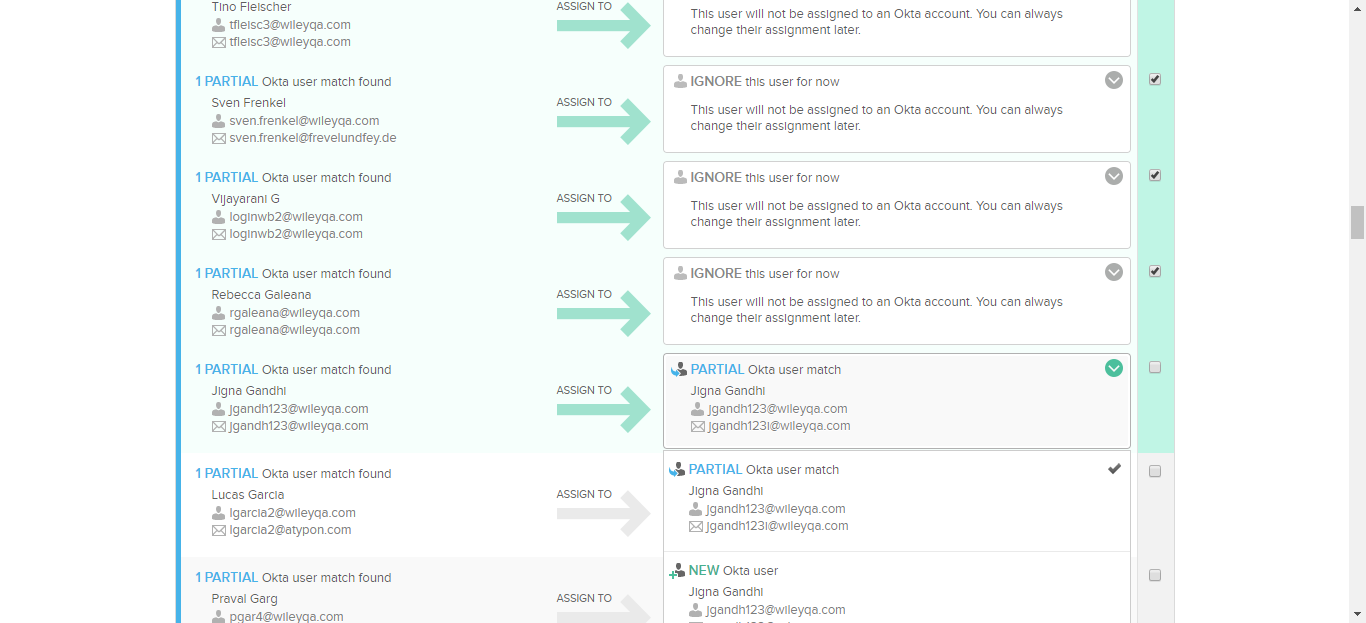 Tino Fleischer
tfleisc3@wileyqa.com
tfleisc3@wileyqa.com
ASSIGN TO
This user will not be assigned to an Okta account. You can always
change their assignment later.
1 PARTIAL Okta user match found
Sven Frenkel
sven.frenkel@wileyqa.com
sven.frenkel@frevelundfey.de
ASSIGN TO
IGNORE this user for now
This user will not be assigned to an Okta account. You can always
change their assignment later.
1 PARTIAL Okta user match found
Vijayarani G
loginwb2@wileyqa.com
loginwb2@wileyqa.com
ASSIGN TO
IGNORE this user for now
This user will not be assigned to an Okta account. You can always
change their assignment later.
1 PARTIAL Okta user match found
Rebecca Galeana
rgaleana@wileyqa.com
rgaleana@wileyqa.com
ASSIGN TO
IGNORE this user for now
This user will not be assigned to an Okta account. You can always
change their assignment later.
1 PARTIAL Okta user match found
Jigna Gandhi
jgandh123@wileyqa.com
jgandh123@wileyqa.com
ASSIGN TO
PARTIAL Okta user match
Jigna Gandhi
jgandh123@wileyqa.com
jgandh123i@wileyqa.com
1 PARTIAL Okta user match found
Lucas Garcia
lgarcia2@wileyqa.com
lgarcia2@atypon.com
ASSIGN TO
PARTIAL Okta user match
Jigna Gandhi
jgandh123@wileyqa.com
jgandh123i@wileyqa.com
1 PARTIAL Okta user match found
Praval Garg
pgar4@wileyqa.com
ASSIGN TO
NEW Okta user
Jigna Gandhi
jgandh123@wileyqa.com